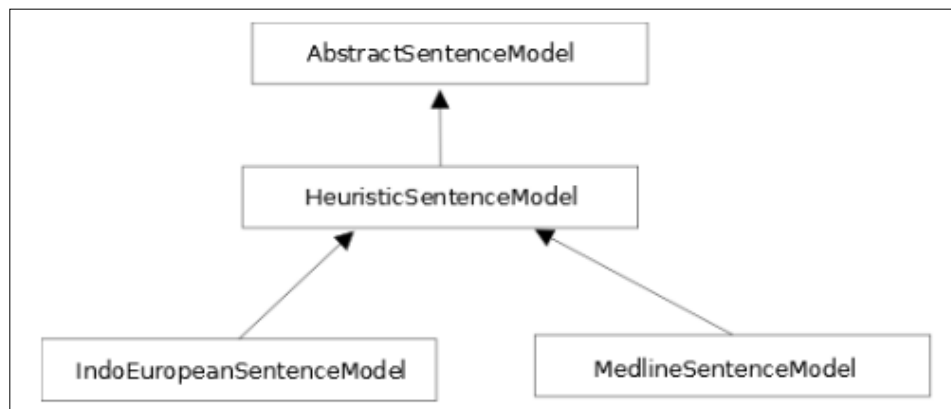 AbstractSentenceModel
HeuristicSentenceModel
IndoEuropeanSentenceModel
MedlineSentenceModel